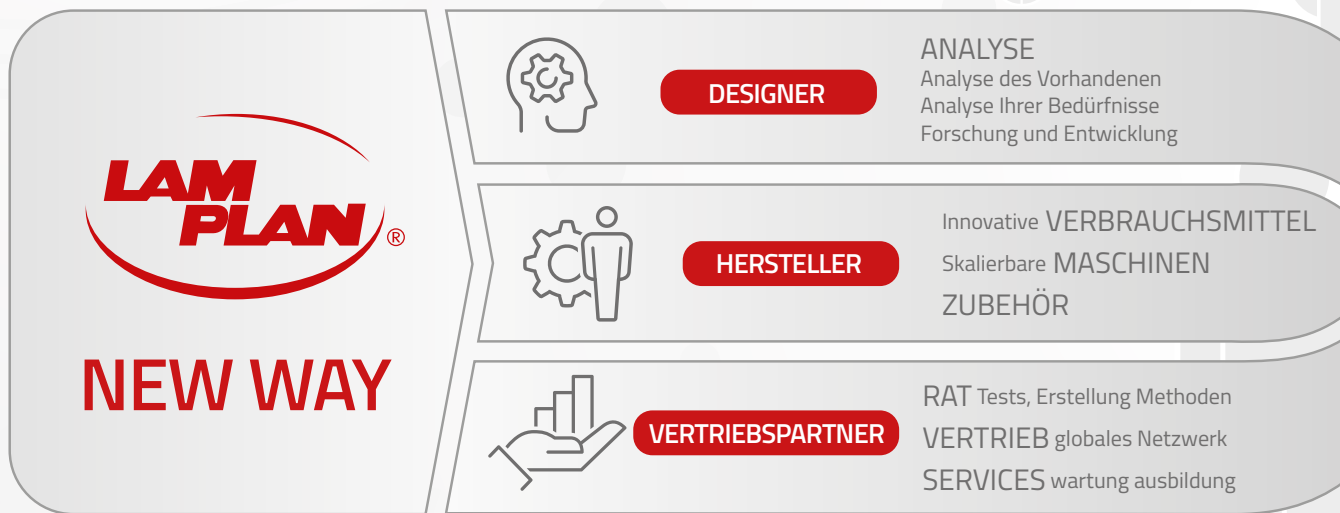 LAM
PLAN®
NEW WAY
DESIGNER
ANALYSE
Analyse des Vorhandenen
Analyse Ihrer Bedürfnisse
Forschung und Entwicklung
HERSTELLER
Innovative VERBRAUCHSMITTEL
Skalierbare MASCHINEN
ZUBEHÖR
VERTRIEBSPARTNER
RAT Tests, Erstellung Methoden
VERTRIEB globales Netzwerk
SERVICES wartung ausbildung